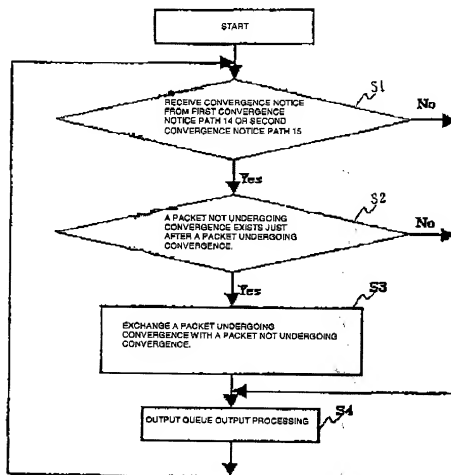 START
S1
RECEIVE CONVERGENCE NOTICE
FROM FIRST CONVERGENCE
NOTICE PATH 14 OR SECOND
CONVERGENCE NOTICE PATH 15
No
Yes
S2
A PACKET NOT UNDERGOING
CONVERGENCE EXISTS JUST
AFTER A PACKET UNDERGOING
CONVERGENCE.
No
Yes
S3
EXCHANGE A PACKET UNDERGOING
CONVERGENCE WITH A PACKET NOT UNDERGOING
CONVERGENCE.
S4
OUTPUT QUEUE OUTPUT PROCESSING